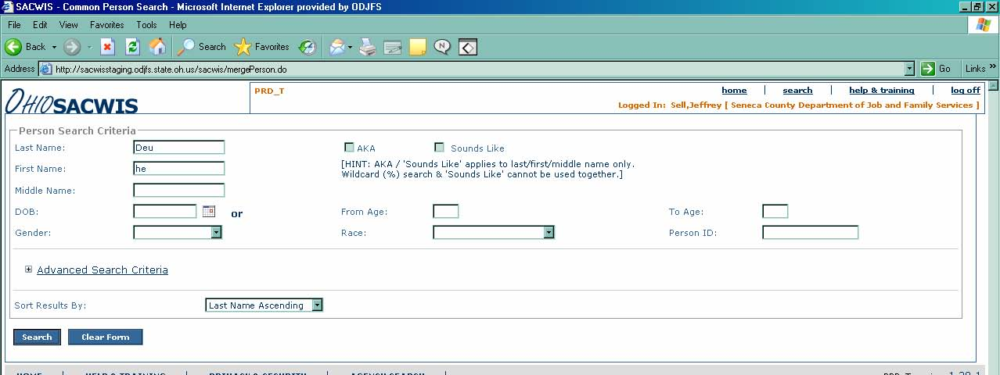 SACWIS - Common Person Search - Microsoft Internet Explorer provided by ODJFS
File Edit View Favorites Tools Help
Back Search Favorites
Address http://sacwisstaging.odjfs.state.oh.us/sacwis/mergePerson.do Go Links »
OHIOSACWIS PRD_T home search help & training log off
Logged In: Sell,Jeffrey [ Seneca County Department of Job and Family Services ]
Person Search Criteria
Last Name: Deu AKA Sounds Like
First Name: he [HINT: AKA / 'Sounds Like' applies to last/first/middle name only.
Wildcard (%) search & 'Sounds Like' cannot be used together.]
Middle Name:
DOB: or From Age: To Age:
Gender: Race: Person ID:
Advanced Search Criteria
Sort Results By: Last Name Ascending
Search Clear Form